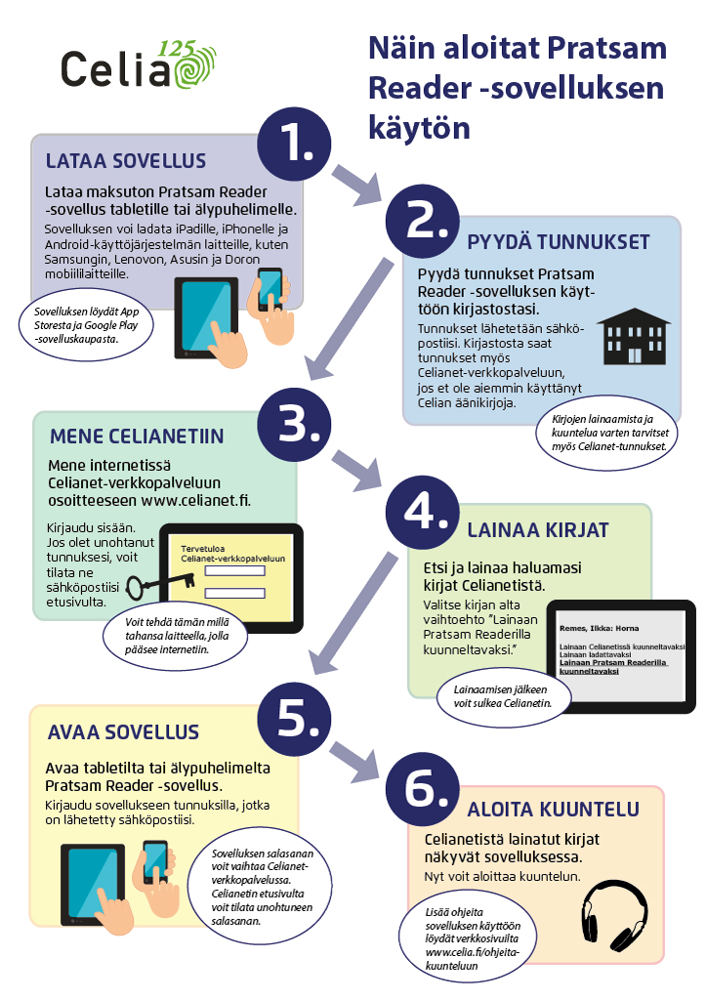 125
Celia
Näin aloitat Pratsam
Reader -sovelluksen
käytön
1.
LATAA SOVELLUS
Lataa maksuton Pratsam Reader
-sovellus tabletille tai älypuhelimelle.
Sovelluksen voi ladata iPadille, iPhonelle ja
Android-käyttöjärjestelmän laitteille, kuten
Samsungin, Lenovon, Asusin ja Doron
mobiililaitteille.
Sovelluksen löydät App
Storesta ja Google Play
-sovelluskaupasta.
2.
PYYDÄ TUNNUKSET
Pyydä tunnukset Pratsam
Reader -sovelluksen käyt-
töön kirjastostasi.
Tunnukset lähetetään sähkö-
postiisi. Kirjastosta saat
tunnukset myös
Celianet-verkkopalveluun,
jos et ole aiemmin käyttänyt
Celian äänikirjoja.
Kirjojen lainaamista ja
kuuntelua varten tarvitset
myös Celianet-tunnukset.
3.
MENE CELIANETIIN
Mene internetissä
Celianet-verkkopalveluun
osoitteeseen www.celianet.fi.
Kirjaudu sisään.
Jos olet unohtanut
tunnuksesi, voit
tilata ne
sähköpostiisi
etusivulta.
Tervetuloa
Celianet-verkkopalveluun
Voit tehdä tämän millä
tahansa laitteella, jolla
pääsee internetiin.
4.
LAINAA KIRJAT
Etsi ja lainaa haluamasi
kirjat Celianetistä.
Valitse kirjan alta
vaihtoehto ”Lainaan
Pratsam Readerilla
kuunneltavaksi.”
Remes, Ilkka: Horna
Lainaan Celianetissä kuunneltavaksi
Lainaan ladattavaksi
Lainaan Pratsam Readerilla
kuunneltavaksi
Lainaamisen jälkeen
voit sulkea Celianetin.
5.
AVAA SOVELLUS
Avaa tabletilta tai älypuhelimelta
Pratsam Reader -sovellus.
Kirjaudu sovellukseen tunnuksilla, jotka
on lähetetty sähköpostiisi.
Sovelluksen salasanan
voit vaihtaa Celianet-
verkkopalvelussa.
Celianetin etusivulta
voit tilata unohtuneen
salasanan.
6.
ALOITA KUUNTELU
Celianetistä lainatut kirjat
näkyvät sovelluksessa.
Nyt voit aloittaa kuuntelun.
Lisää ohjeita
sovelluksen käyttöön
löydät verkkosivuilta
www.celia.fi/ohjeita-
kuunteluun